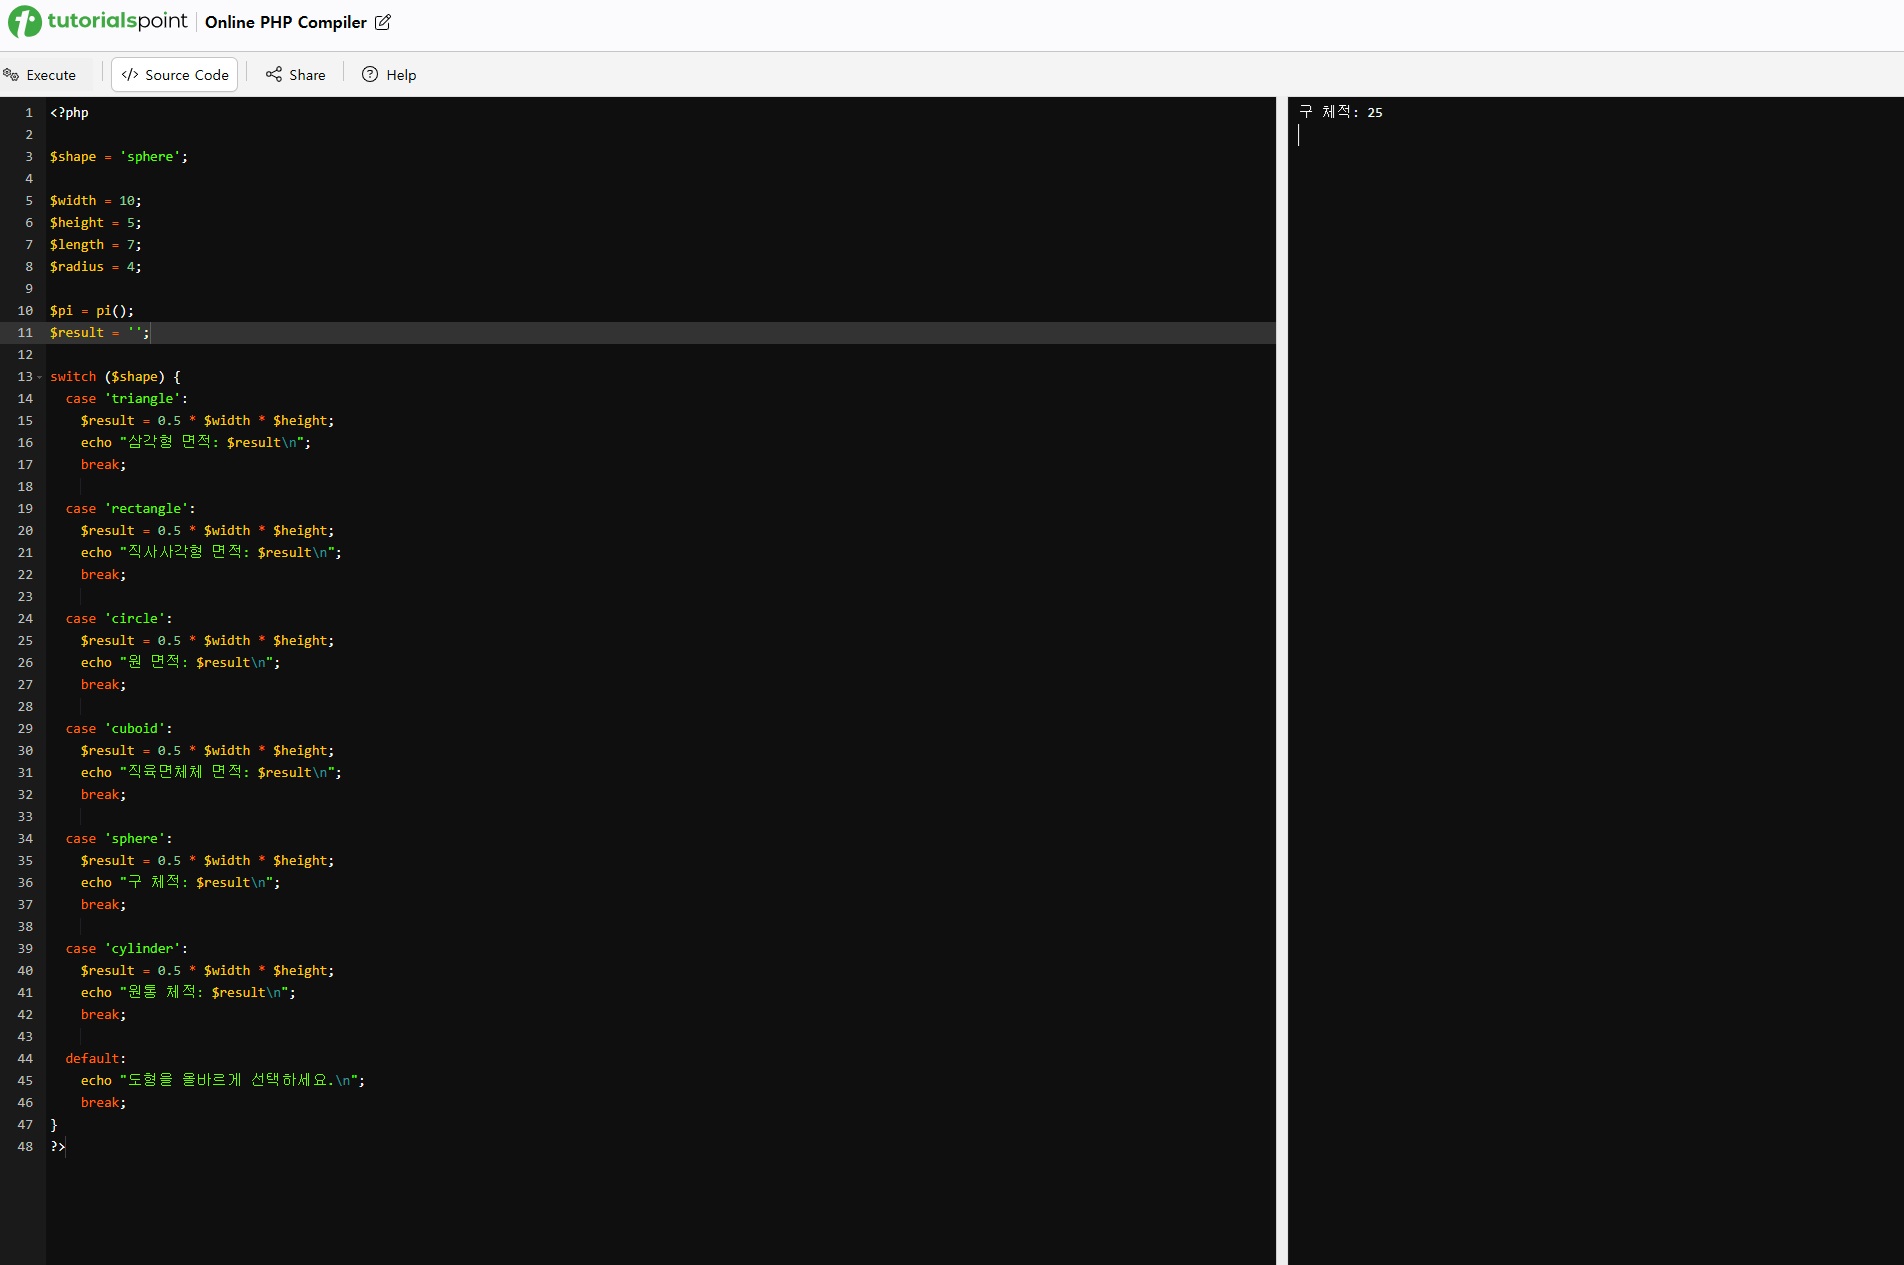 tutorialspoint Online PHP Compiler
Execute Source Code Share Help
1 <?php
2
3 $shape = 'sphere';
4
5 $width = 10;
6 $height = 5;
7 $length = 7;
8 $radius = 4;
9
10 $pi = pi();
11 $result = '';
12
13 switch ($shape) {
14 case 'triangle':
15 $result = 0.5 * $width * $height;
16 echo "삼각형 면적: $result\n";
17 break;
18
19 case 'rectangle':
20 $result = 0.5 * $width * $height;
21 echo "직사사각형 면적: $result\n";
22 break;
23
24 case 'circle':
25 $result = 0.5 * $width * $height;
26 echo "원 면적: $result\n";
27 break;
28
29 case 'cuboid':
30 $result = 0.5 * $width * $height;
31 echo "직육면체체 면적: $result\n";
32 break;
33
34 case 'sphere':
35 $result = 0.5 * $width * $height;
36 echo "구 체적: $result\n";
37 break;
38
39 case 'cylinder':
40 $result = 0.5 * $width * $height;
41 echo "원통 체적: $result\n";
42 break;
43
44 default:
45 echo "도형을 올바르게 선택하세요.\n";
46 break;
47 }
48 ?>
구 체적: 25